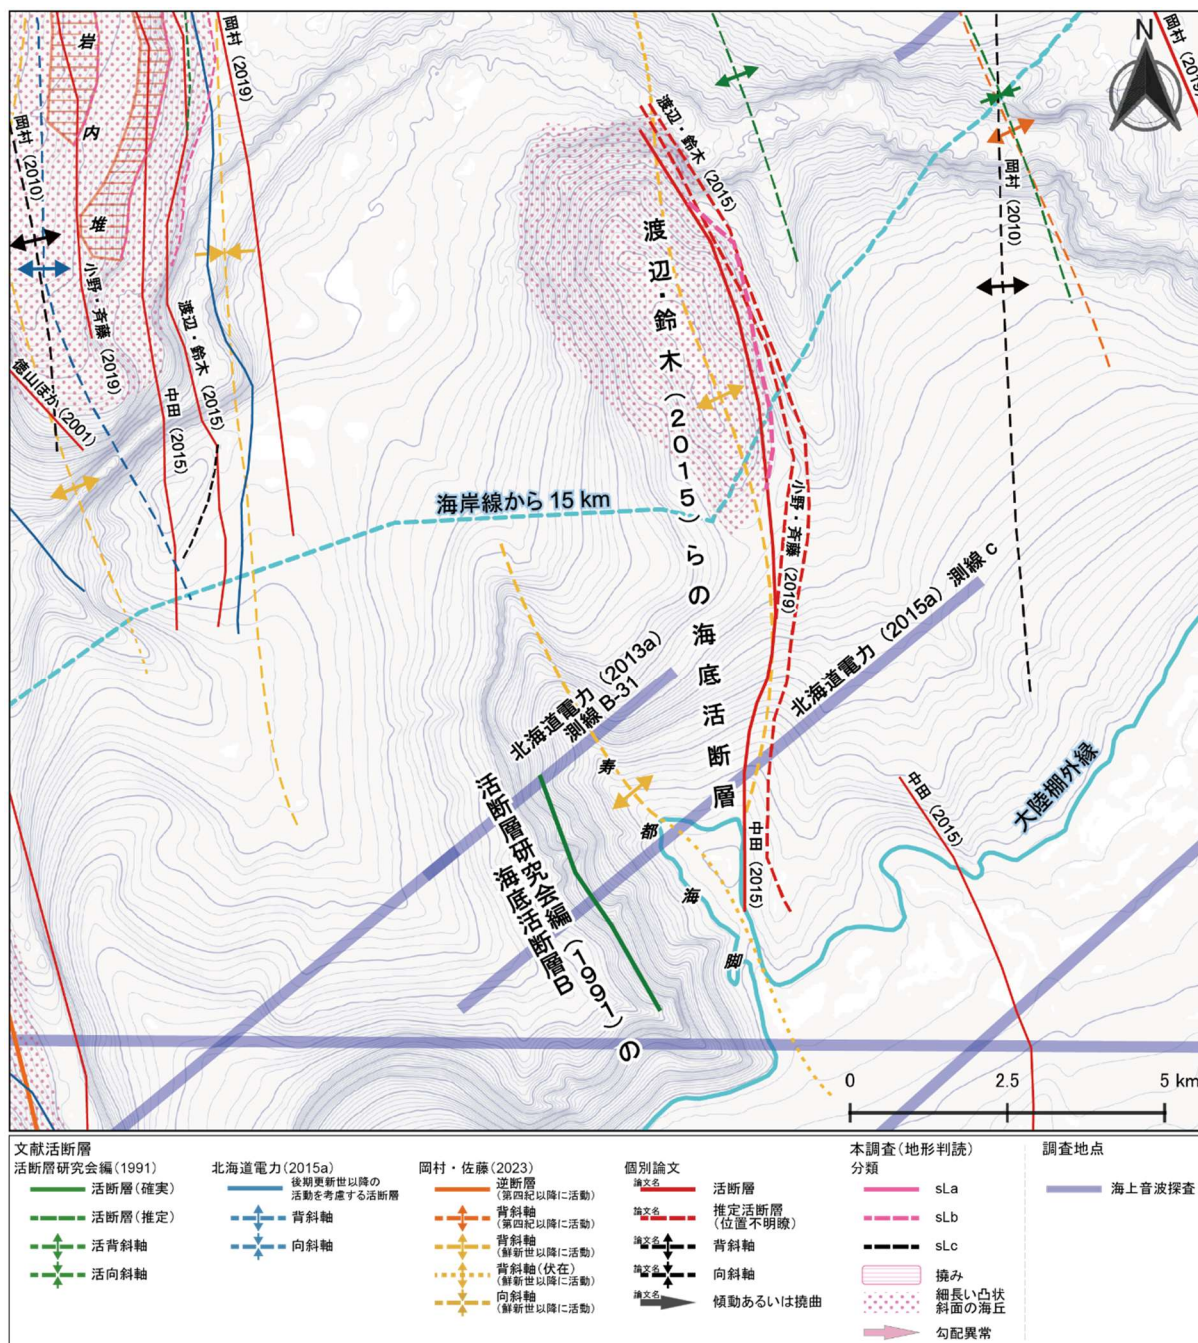 N
岡村（2019）
岡村（2019）
岩
内
堆
岡村（2010）
渡辺・鈴木（2015）
岡村（2010）
小野・斉藤（2019）
渡辺・鈴木（2015）
中田（2015）
徳山ほか（2001）
渡辺・鈴木（2015）らの海底活断層
海岸線から 15 km
小野・斉藤（2019）
北海道電力（2013a）
測線 B-31
北海道電力（2015a）測線 c
寿
都
海
脚
活断層研究会編（1991）の
海底活断層B
中田（2015）
中田（2015）
大陸棚外縁
0 2.5 5 km
文献活断層
活断層研究会編（1991）
活断層（確実）
活断層（推定）
活背斜軸
活向斜軸
北海道電力（2015a）
後期更新世以降の
活動を考慮する活断層
背斜軸
向斜軸
岡村・佐藤（2023）
逆断層
（第四紀以降に活動）
背斜軸
（第四紀以降に活動）
背斜軸
（鮮新世以降に活動）
背斜軸（伏在）
（鮮新世以降に活動）
向斜軸
（鮮新世以降に活動）
個別論文
論文名 活断層
論文名 推定活断層
（位置不明瞭）
論文名 背斜軸
論文名 向斜軸
論文名 傾動あるいは撓曲
本調査（地形判読）
分類
sLa
sLb
sLc
撓み
細長い凸状
斜面の海丘
勾配異常
調査地点
海上音波探査